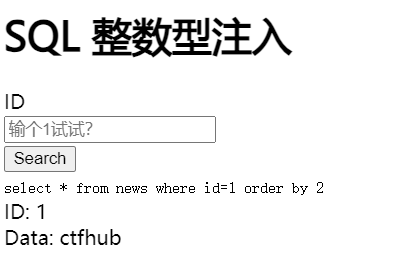 SQL 整数型注入
ID
输个1试试?
Search
select * from news where id=1 order by 2
ID: 1
Data: ctfhub